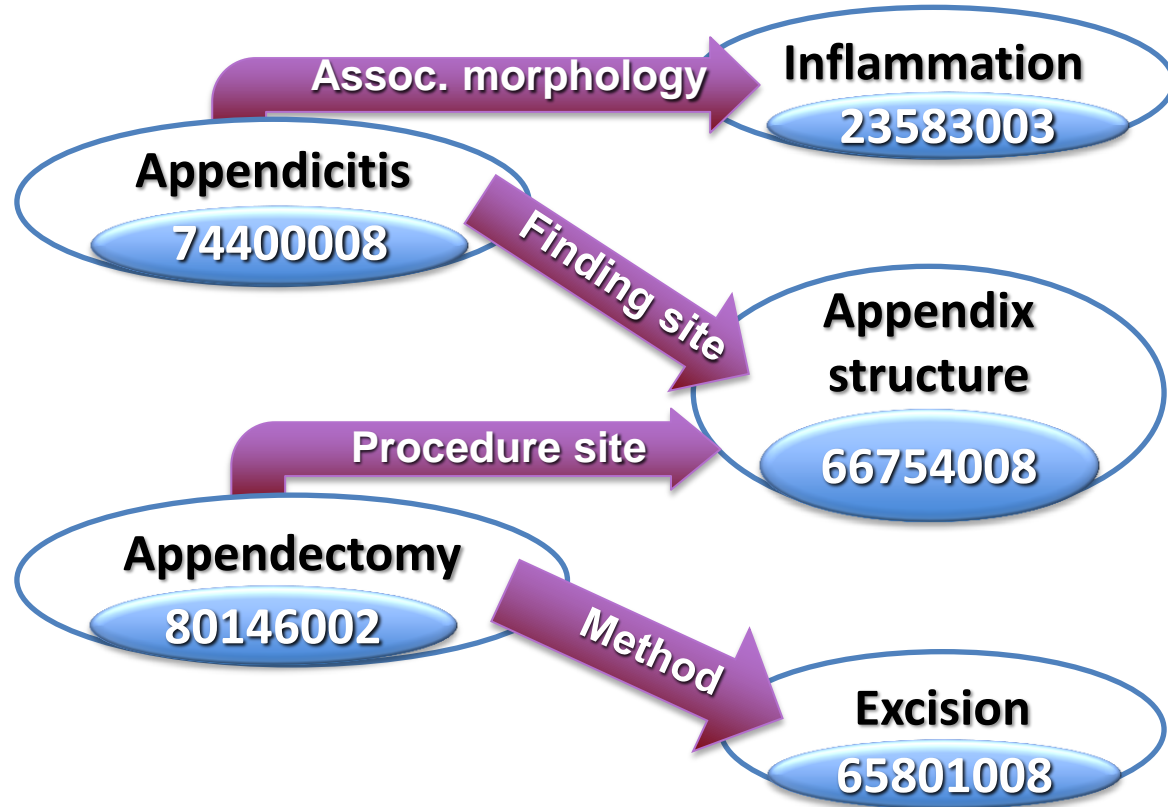 Assoc. morphology
Inflammation
23583003
Appendicitis
74400008
Finding site
Appendix
structure
66754008
Procedure site
Appendectomy
80146002
Method
Excision
65801008